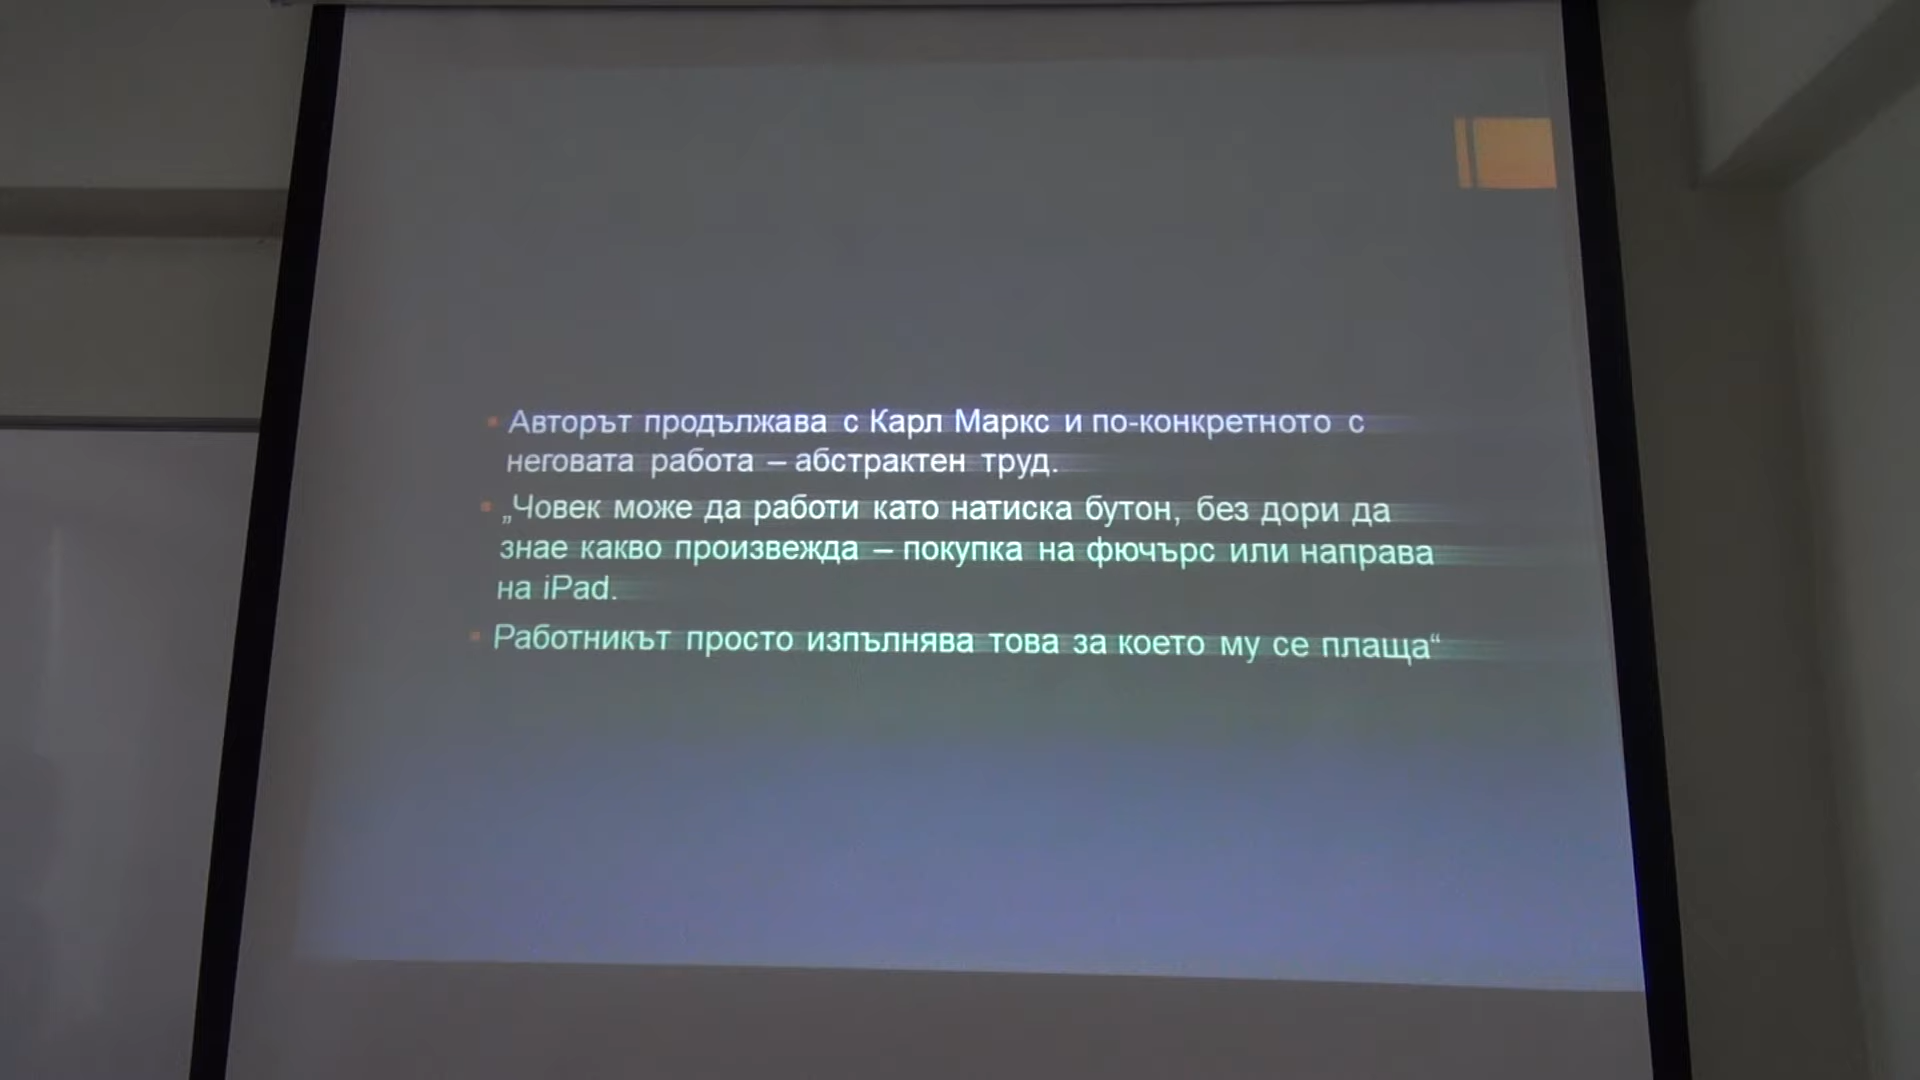 Авторът продължава с Карл Маркс и по-конкретното с
неговата работа – абстрактен труд.
„Човек може да работи като натиска бутон, без дори да
знае какво произвежда – покупка на фючърс или направа
на iPad.
Работникът просто изпълнява това за което му се плаща“